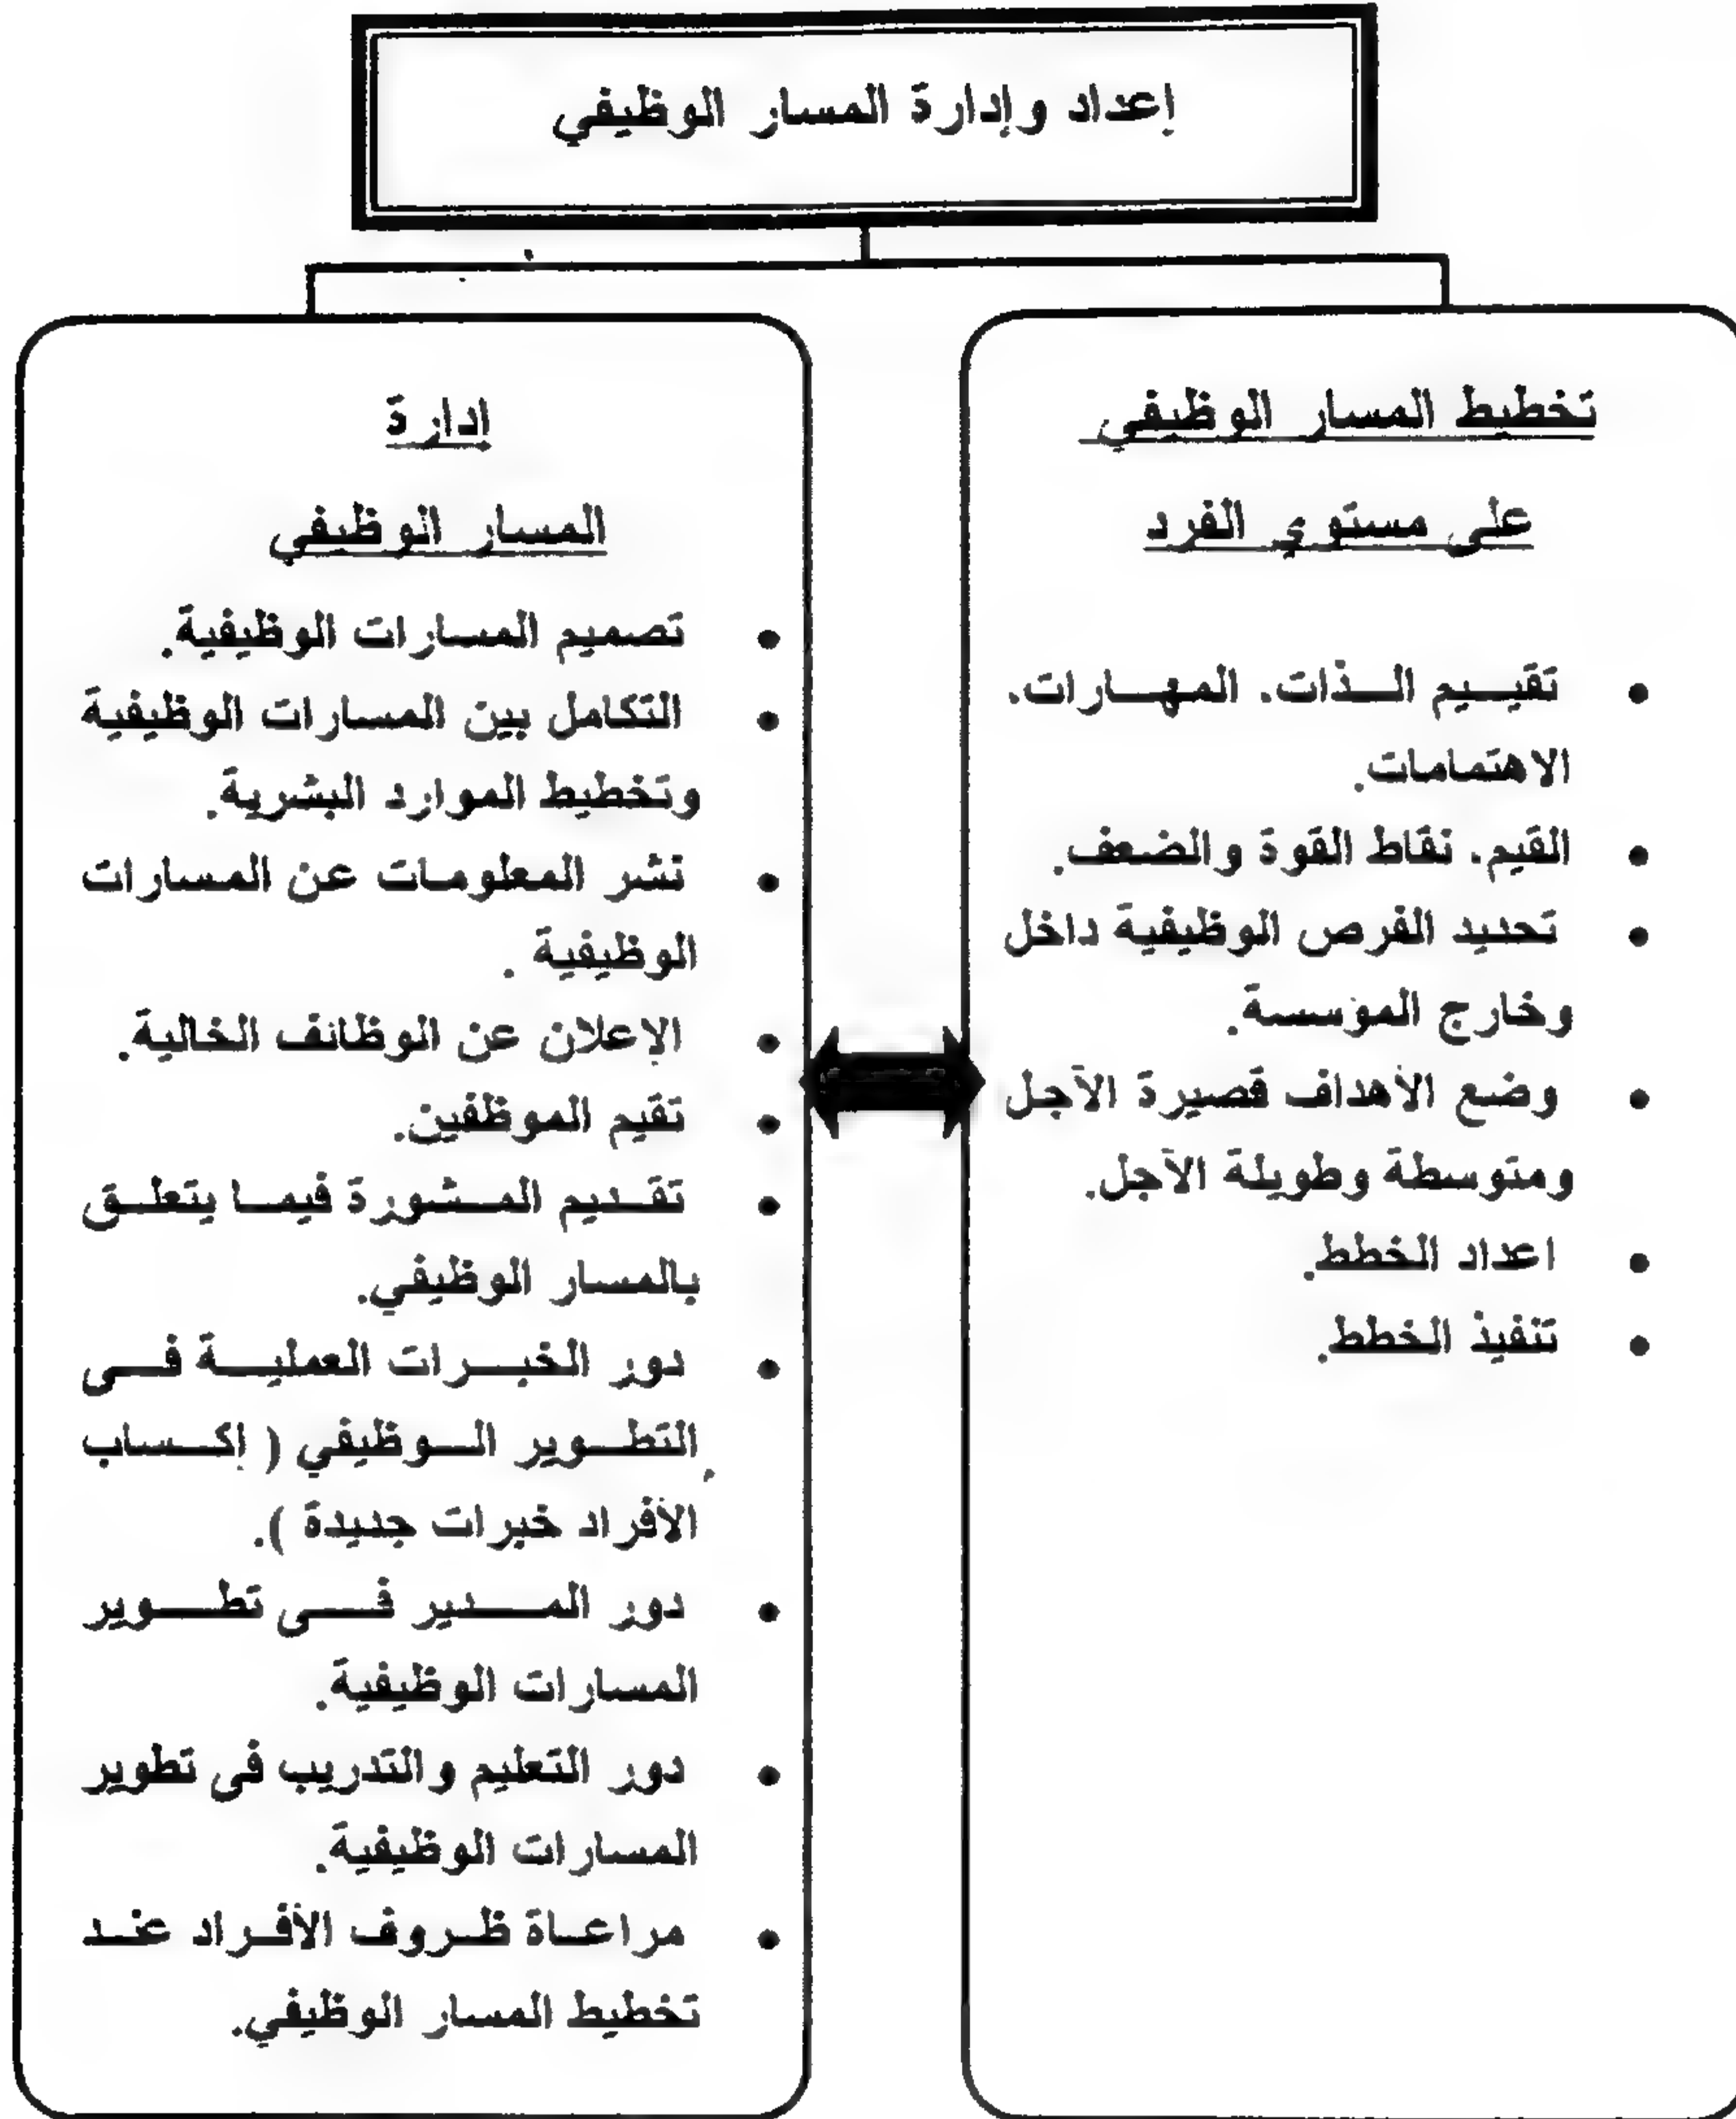 إعداد وإدارة المسار الوظيفي
تخطيط المسار الوظيفي
على مستوي الفرد
• تقييم الذات، المهارات،
الاهتمامات.
• القيم، نقاط القوة والضعف.
• تحديد الفرص الوظيفية داخل
وخارج المؤسسة.
• وضع الأهداف قصيرة الآجل
ومتوسطة وطويلة الآجل.
• اعداد الخطط.
• تنفيذ الخطط.
إدارة
المسار الوظيفي
• تصميم المسارات الوظيفية.
• التكامل بين المسارات الوظيفية
وتخطيط الموارد البشرية.
• نشر المعلومات عن المسارات
الوظيفية .
• الإعلان عن الوظائف الخالية.
• تقيم الموظفين.
• تقديم المشورة فيما يتعلق
بالمسار الوظيفي.
• دور الخبرات العملية فى
التطوير الوظيفي ( إكساب
الأفراد خبرات جديدة ).
• دور المدير فى تطوير
المسارات الوظيفية.
• دور التعليم والتدريب فى تطوير
المسارات الوظيفية.
• مراعاة ظروف الأفراد عند
تخطيط المسار الوظيفي.